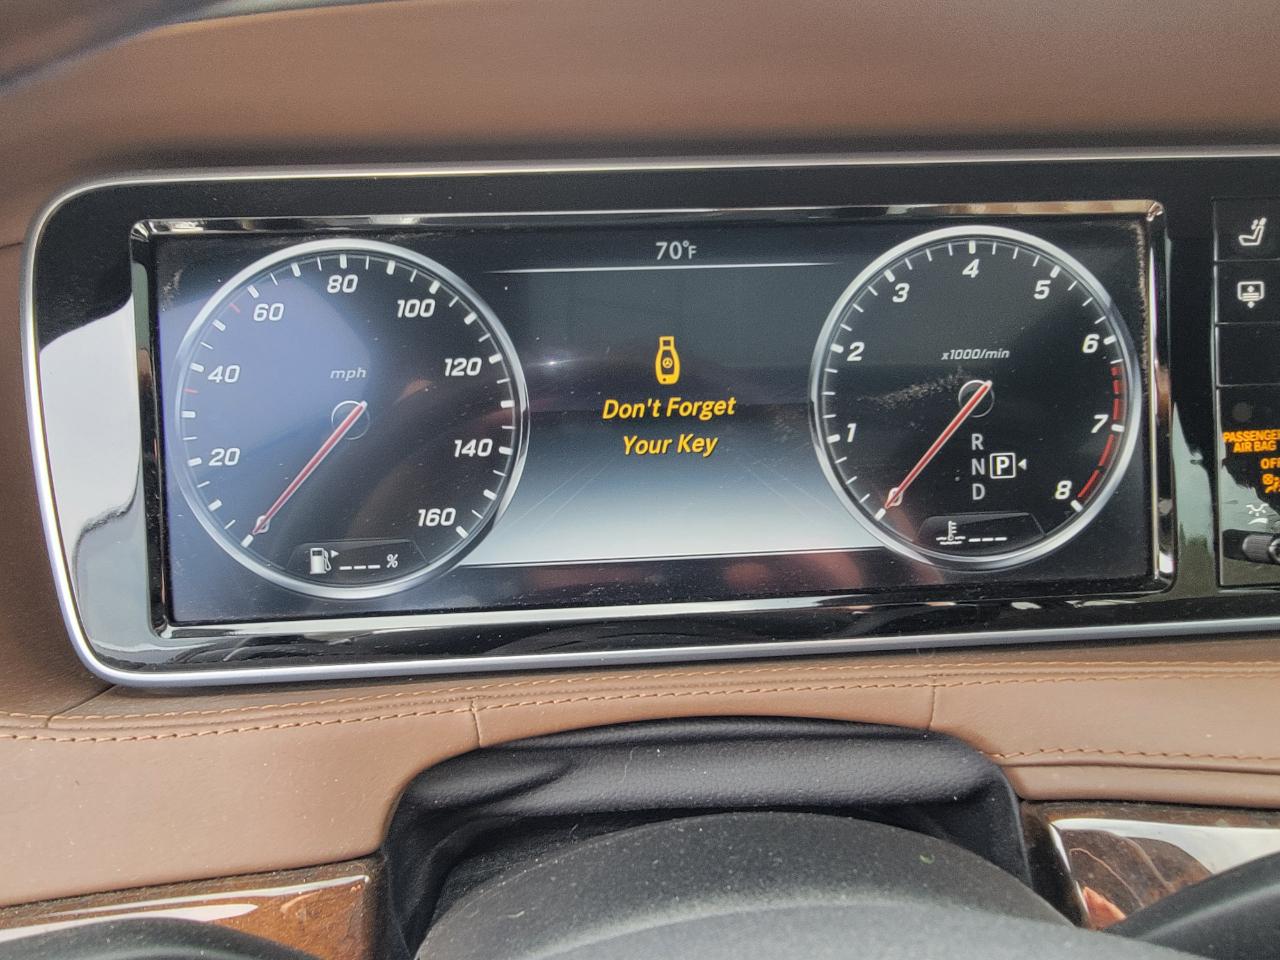 70°F
80
60
100
40
120
mph
20
140
160
--- %
Don't Forget
Your Key
4
3
5
2
6
x1000/min
1
7
8
R
N P
D
---
PASSENGER
AIR BAG